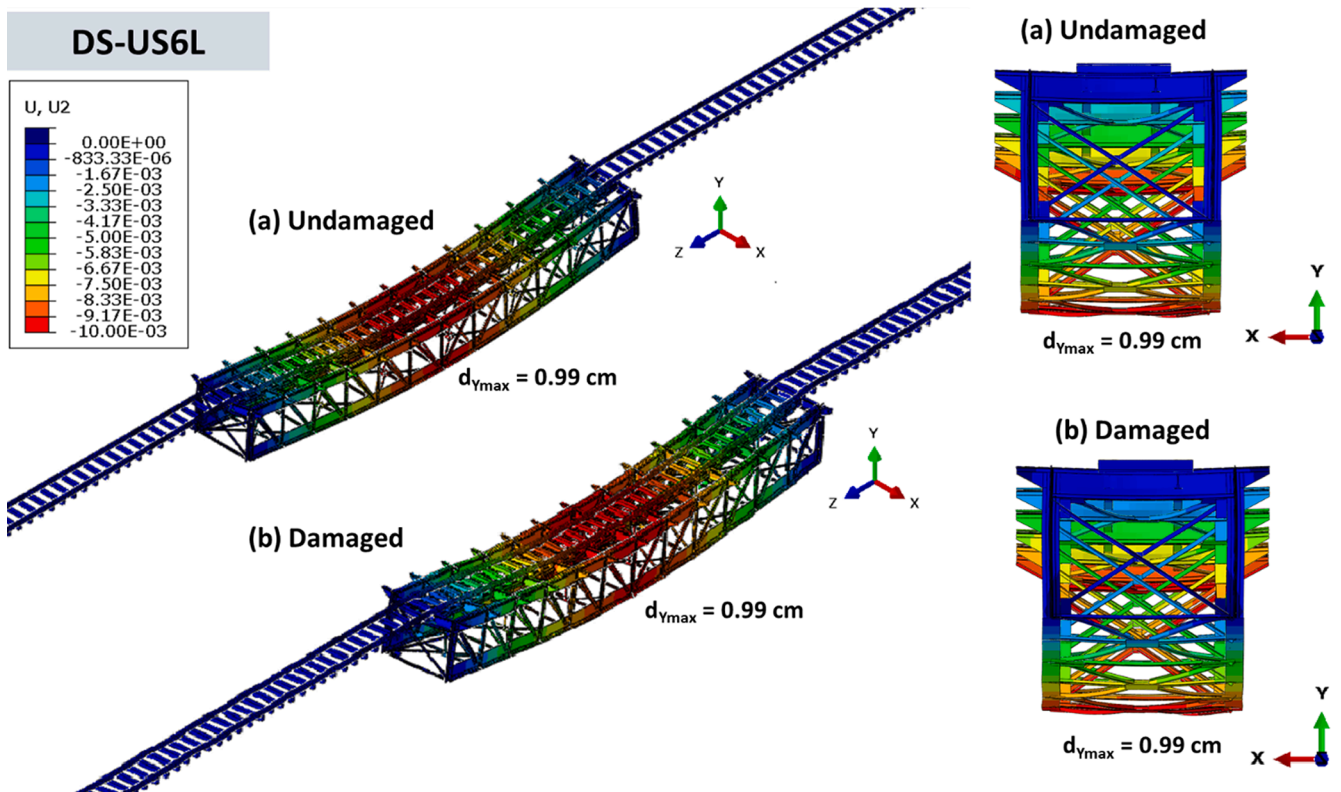 DS-US6L
U, U2
0.00E+00
-833.33E-06
-1.67E-03
-2.50E-03
-3.33E-03
-4.17E-03
-5.00E-03
-5.83E-03
-6.67E-03
-7.50E-03
-8.33E-03
-9.17E-03
-10.00E-03
(a) Undamaged
Y
Z
X
dYmax = 0.99 cm
(b) Damaged
Y
Z
X
dYmax = 0.99 cm
(a) Undamaged
Y
X
dYmax = 0.99 cm
(b) Damaged
Y
X
dYmax = 0.99 cm